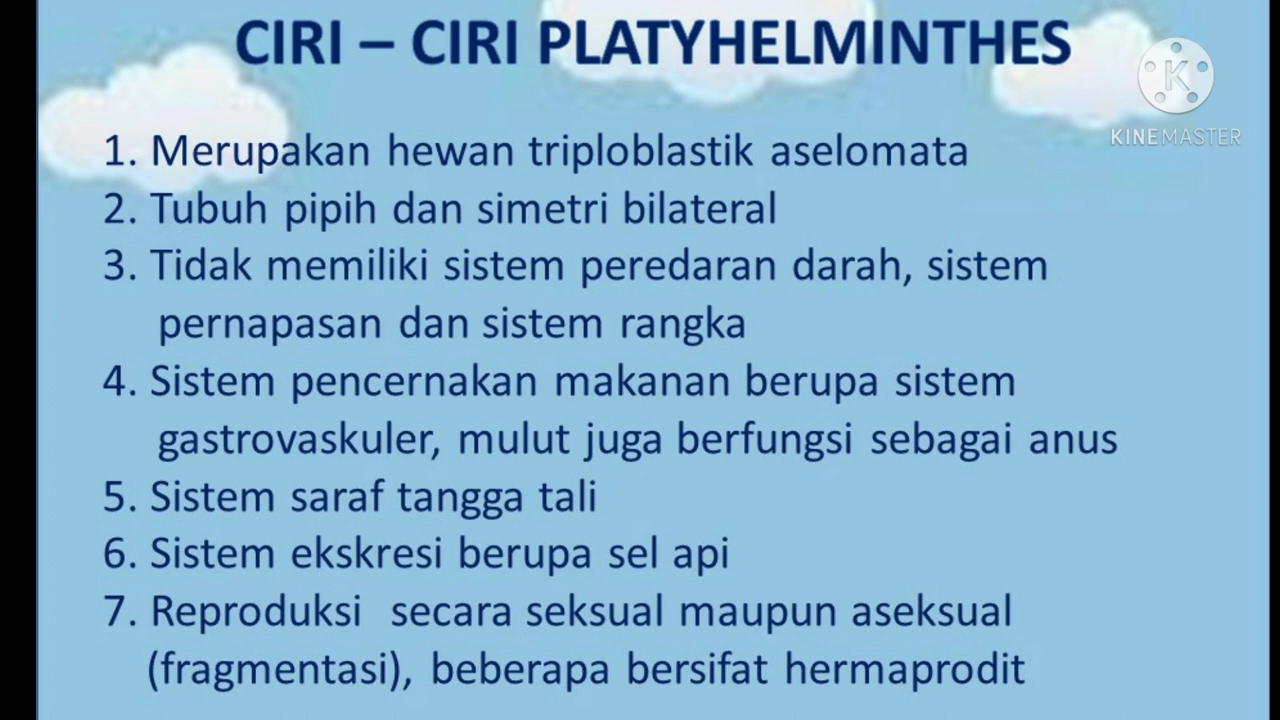 CIRI – CIRI PLATYHELMINTHES
K
KINEMASTER
1. Merupakan hewan triploblastik aselomata
2. Tubuh pipih dan simetri bilateral
3. Tidak memiliki sistem peredaran darah, sistem
pernapasan dan sistem rangka
4. Sistem pencernakan makanan berupa sistem
gastrovaskuler, mulut juga berfungsi sebagai anus
5. Sistem saraf tangga tali
6. Sistem ekskresi berupa sel api
7. Reproduksi secara seksual maupun aseksual
(fragmentasi), beberapa bersifat hermaprodit